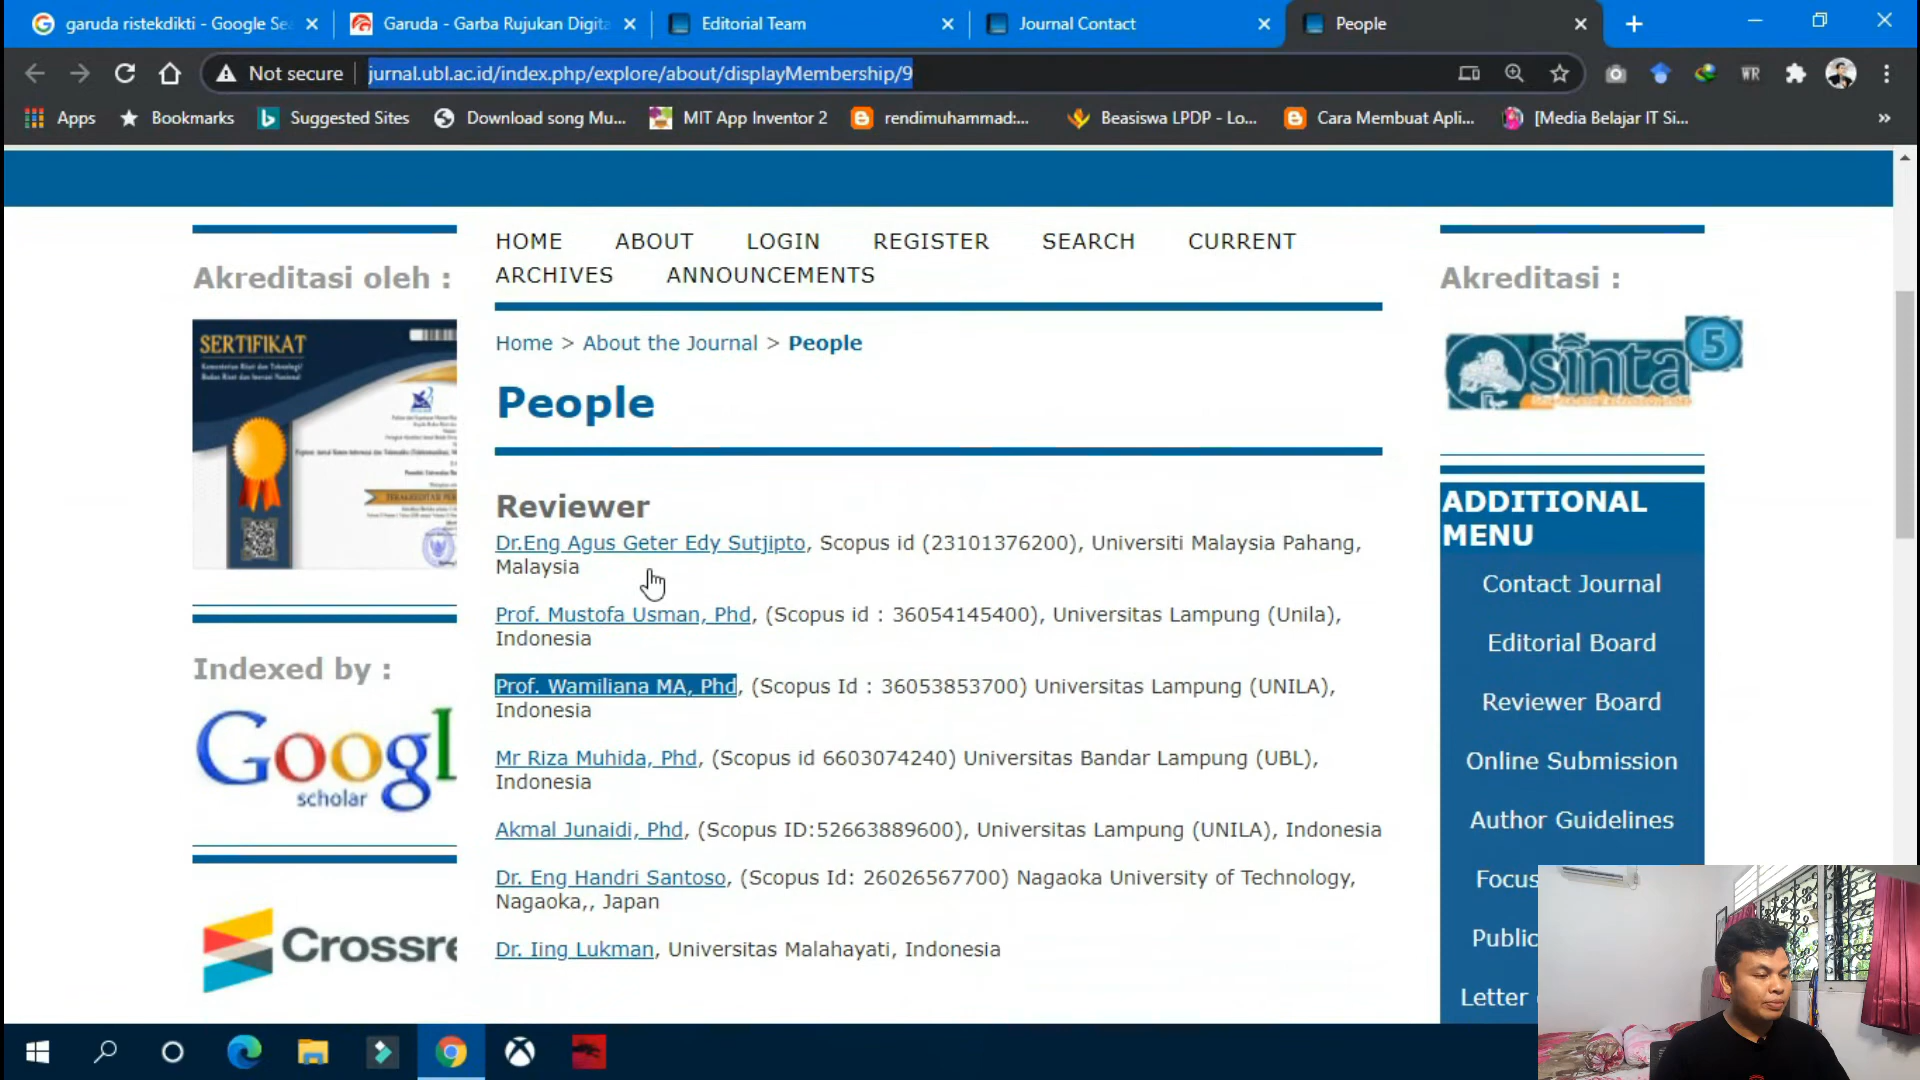 garuda ristekdikti - Google Se
Garuda - Garba Rujukan Digita
Editorial Team
Journal Contact
People
Not secure
jurnal.ubl.ac.id/index.php/explore/about/displayMembership/9
Apps
Bookmarks
Suggested Sites
Download song Mu...
MIT App Inventor 2
rendimuhammad:...
Beasiswa LPDP - Lo...
Cara Membuat Apli...
[Media Belajar IT Si...
»
HOME ABOUT LOGIN REGISTER SEARCH CURRENT
ARCHIVES ANNOUNCEMENTS
Akreditasi oleh :
SERTIFIKAT
Home > About the Journal > People
People
Reviewer
Dr.Eng Agus Geter Edy Sutjipto, Scopus id (23101376200), Universiti Malaysia Pahang,
Malaysia
Prof. Mustofa Usman, Phd, (Scopus id : 36054145400), Universitas Lampung (Unila),
Indonesia
Prof. Wamiliana MA, Phd, (Scopus Id : 36053853700) Universitas Lampung (UNILA),
Indonesia
Mr Riza Muhida, Phd, (Scopus id 6603074240) Universitas Bandar Lampung (UBL),
Indonesia
Akmal Junaidi, Phd, (Scopus ID:52663889600), Universitas Lampung (UNILA), Indonesia
Dr. Eng Handri Santoso, (Scopus Id: 26026567700) Nagaoka University of Technology,
Nagaoka,, Japan
Dr. Iing Lukman, Universitas Malahayati, Indonesia
Indexed by :
Googl
scholar
Crossre
Akreditasi :
sinta
5
ADDITIONAL
MENU
Contact Journal
Editorial Board
Reviewer Board
Online Submission
Author Guidelines
Focus
Public
Letter
WR